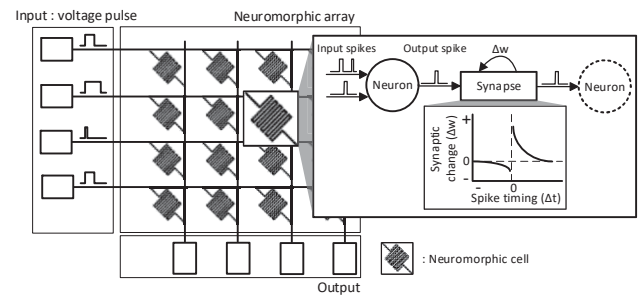 Input : voltage pulse
Neuromorphic array
Input spikes
Output spike
Δw
Neuron
Synapse
Neuron
Synaptic
change (Δw)
+
0
-
- 0
Spike timing (Δt)
: Neuromorphic cell
Output